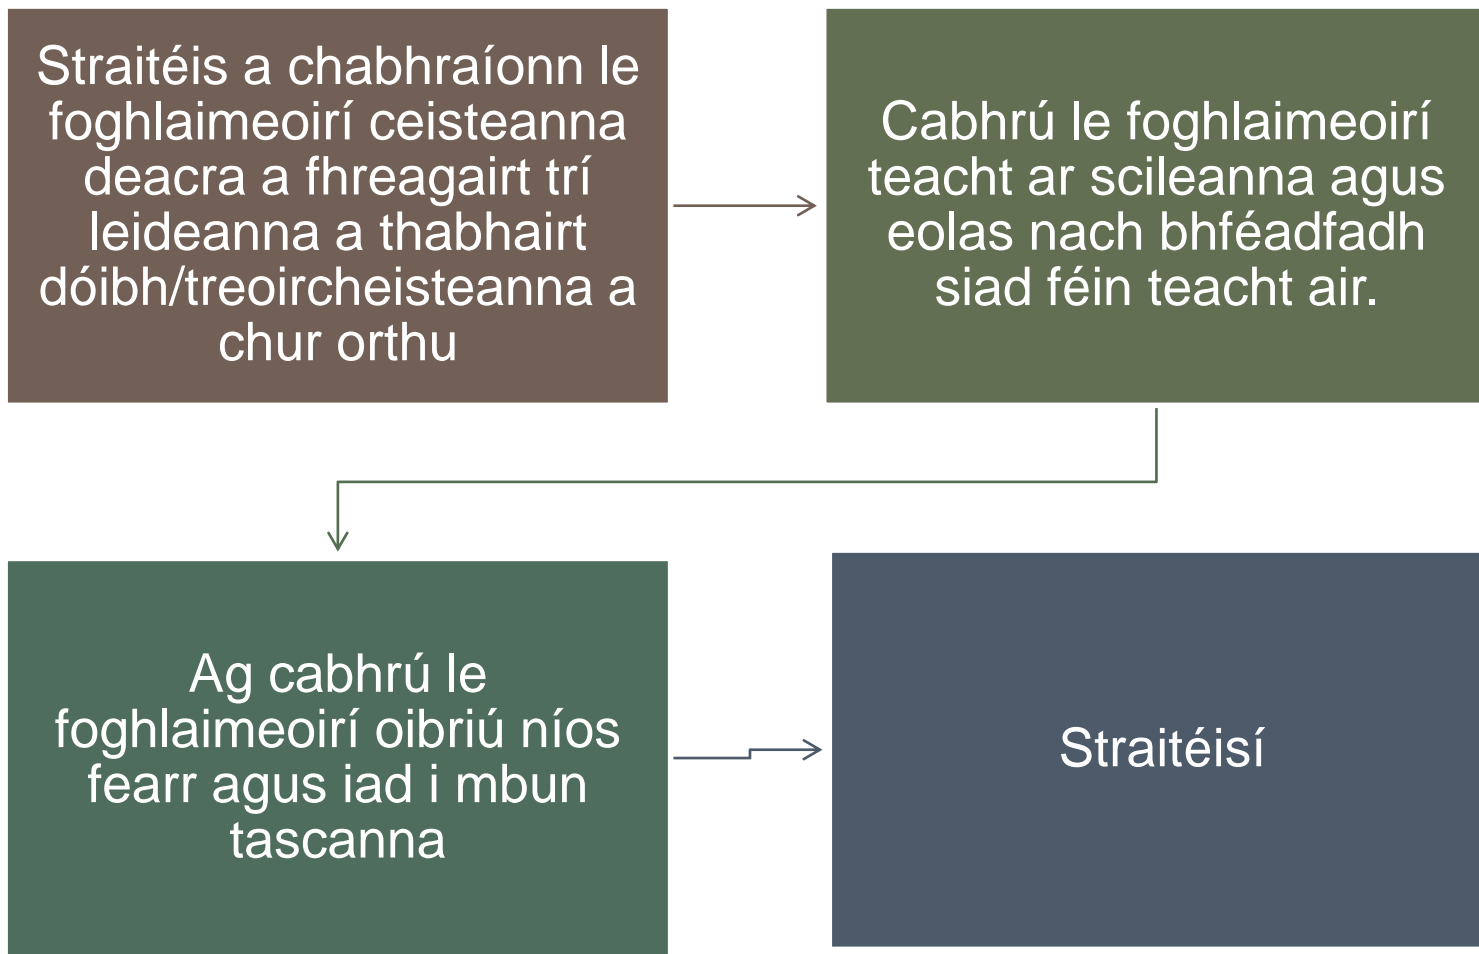 Straitéis a chabhraíonn le
foghlaimeoirí ceisteanna
deacra a fhreagairt trí
leideanna a thabhairt
dóibh/treoircheisteanna a
chur orthu
Cabhrú le foghlaimeoirí
teacht ar scileanna agus
eolas nach bhféadfadh
siad féin teacht air.
Ag cabhrú le
foghlaimeoirí oibriú níos
fearr agus iad i mbun
tascanna
Straitéisí